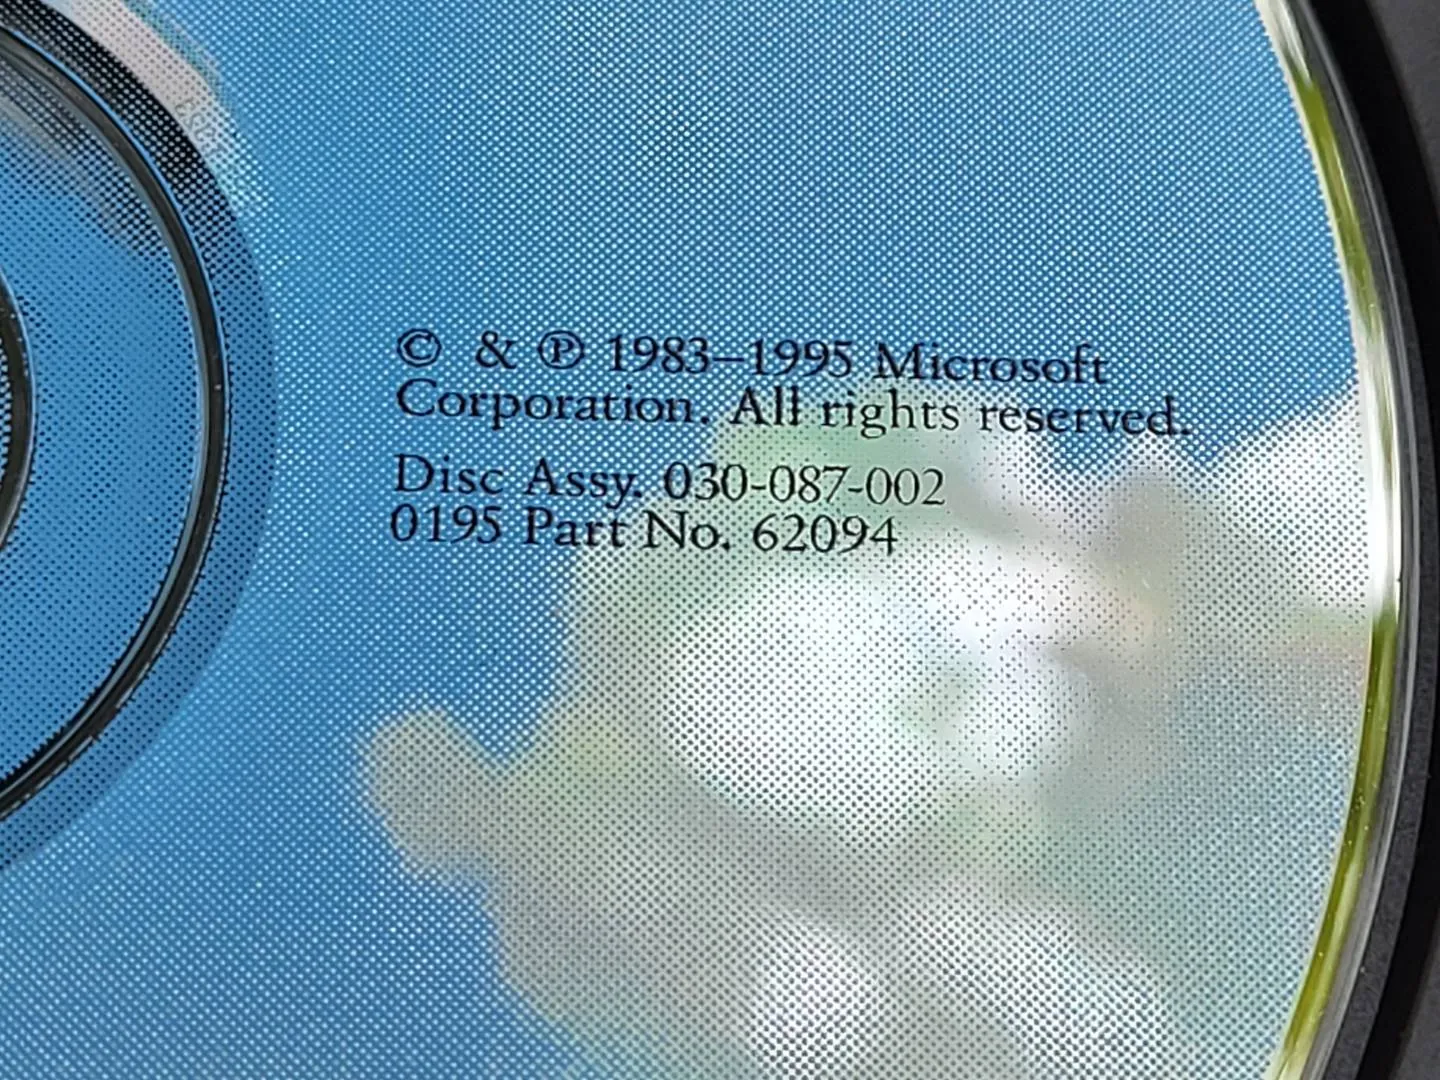 © & ℗ 1983–1995 Microsoft
Corporation. All rights reserved.
Disc Assy. 030-087-002
0195 Part No. 62094